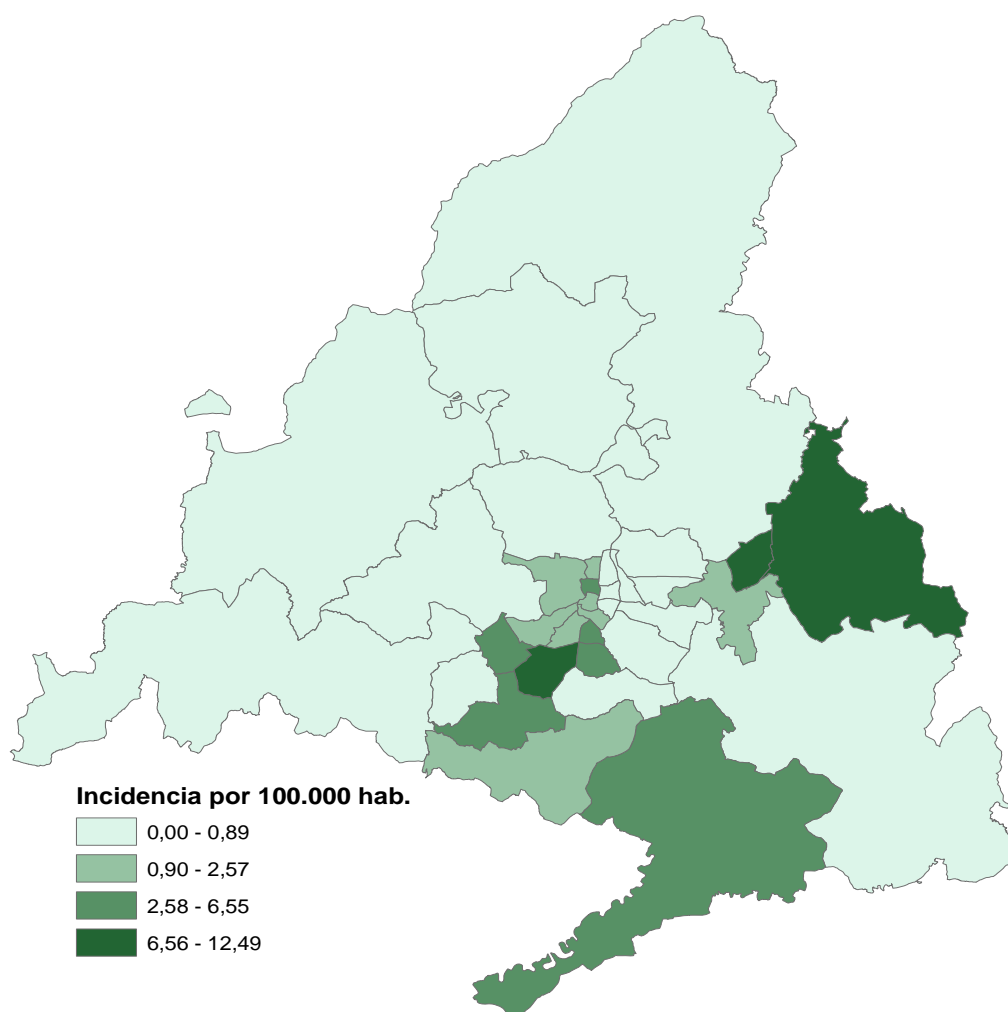 Incidencia por 100.000 hab.
0,00 - 0,89
0,90 - 2,57
2,58 - 6,55
6,56 - 12,49